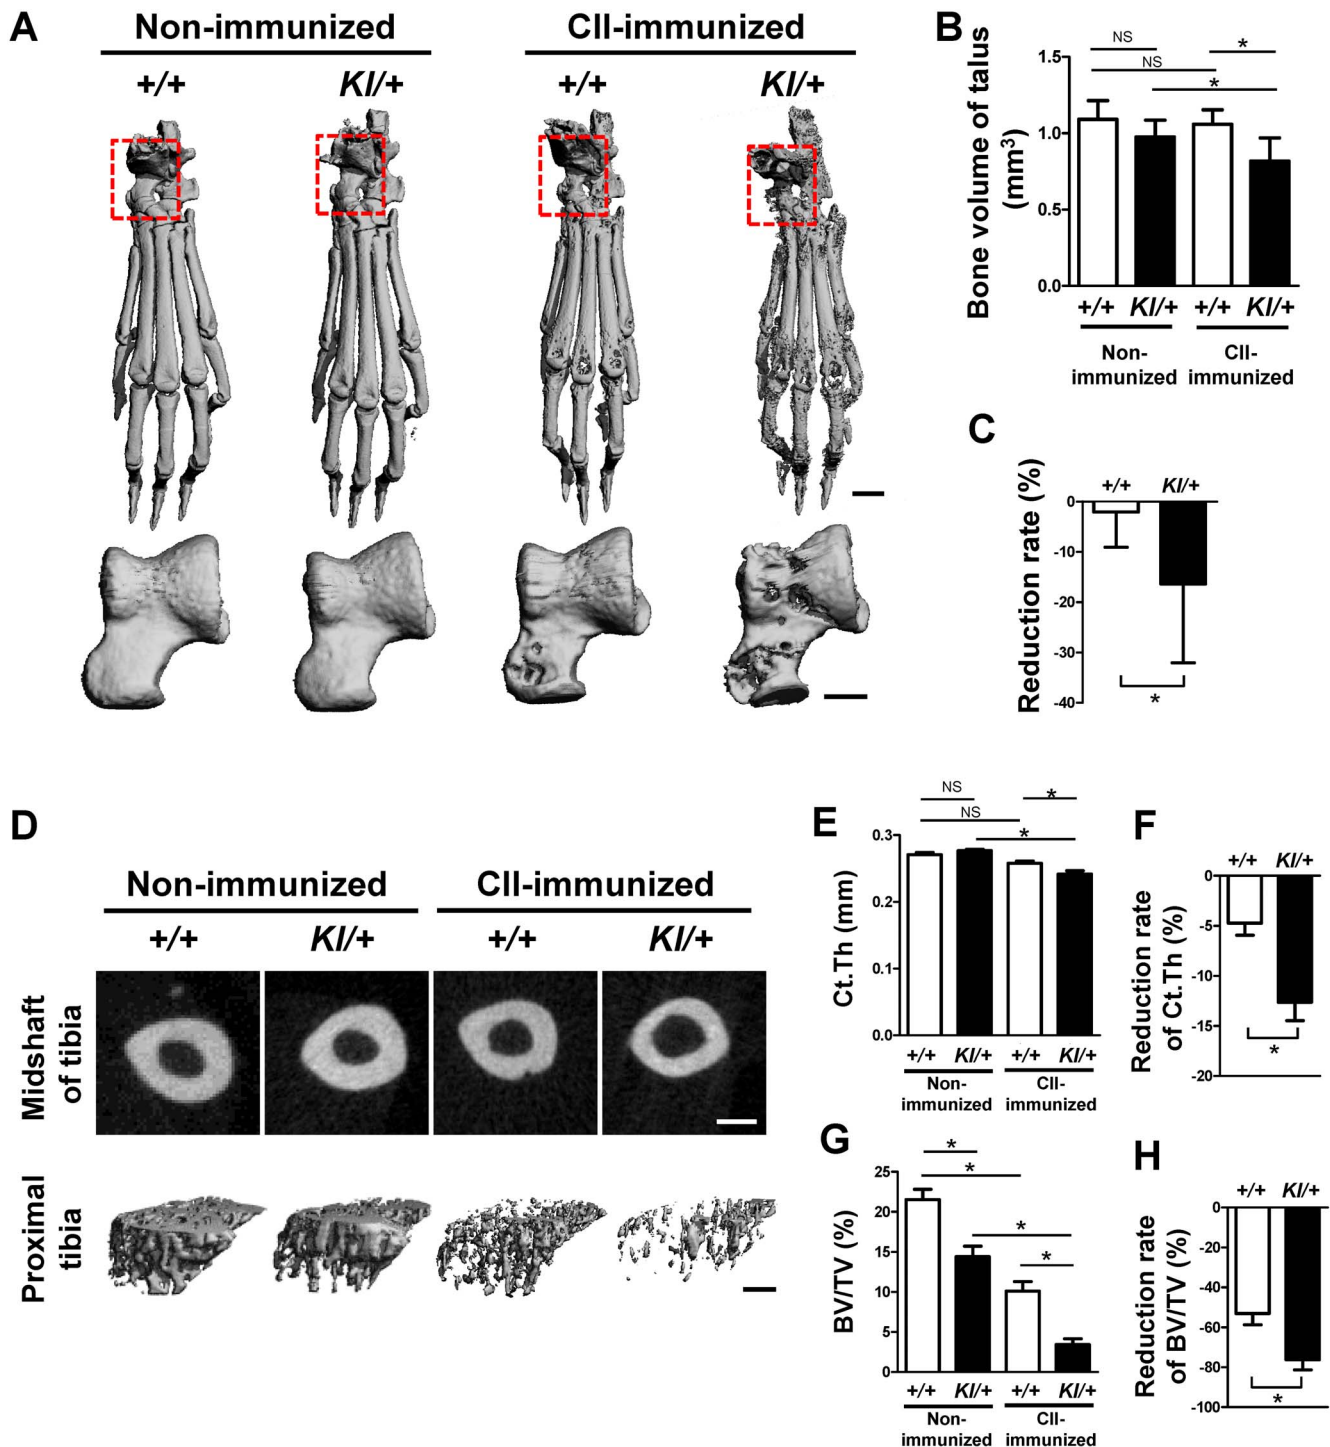 A
Non-immunized
CII-immunized
+/+
KI/+
+/+
KI/+
B
NS
*
NS
*
Bone volume of talus
(mm3)
1.5
1.0
0.5
0.0
+/+ KI/+ +/+ KI/+
Non-
immunized
CII-
immunized
C
Reduction rate (%)
+/+ KI/+
0
-10
-20
-30
-40
*
D
Non-immunized
CII-immunized
+/+
KI/+
+/+
KI/+
Midshaft
of tibia
Proximal
tibia
E
NS
*
NS
*
Ct.Th (mm)
0.3
0.2
0.1
0.0
+/+ KI/+ +/+ KI/+
Non-
immunized
CII-
immunized
F
Reduction rate
of Ct.Th (%)
+/+ KI/+
0
-5
-10
-15
-20
*
G
*
*
*
*
BV/TV (%)
25
20
15
10
5
0
+/+ KI/+ +/+ KI/+
Non-
immunized
CII-
immunized
H
Reduction rate
of BV/TV (%)
+/+ KI/+
0
-20
-40
-60
-80
-100
*